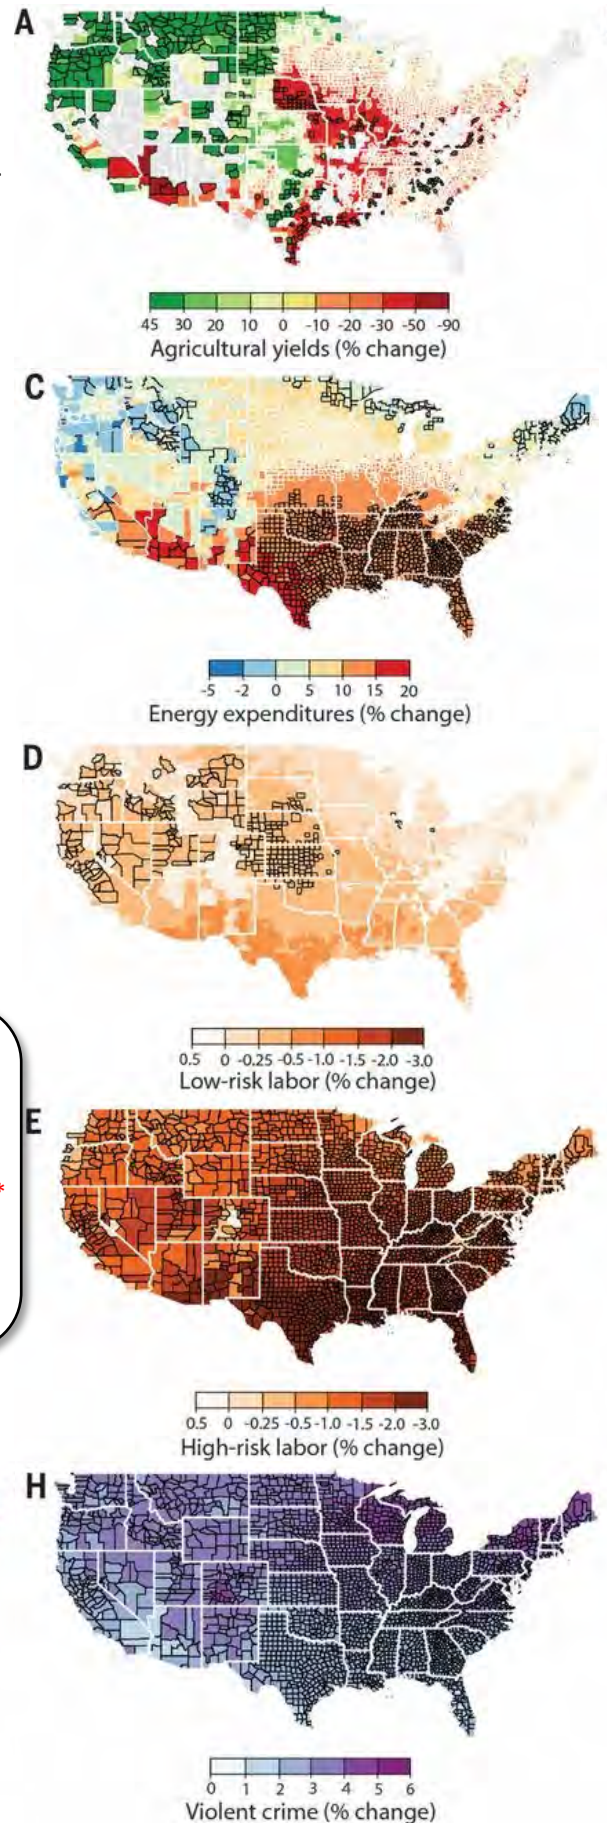 A
45 30 20 10 0 -10 -20 -30 -50 -90
Agricultural yields (% change)
C
-5 -2 0 5 10 15 20
Energy expenditures (% change)
D
0.5 0 -0.25 -0.5 -1.0 -1.5 -2.0 -3.0
Low-risk labor (% change)
*
E
0.5 0 -0.25 -0.5 -1.0 -1.5 -2.0 -3.0
High-risk labor (% change)
H
0 1 2 3 4 5 6
Violent crime (% change)